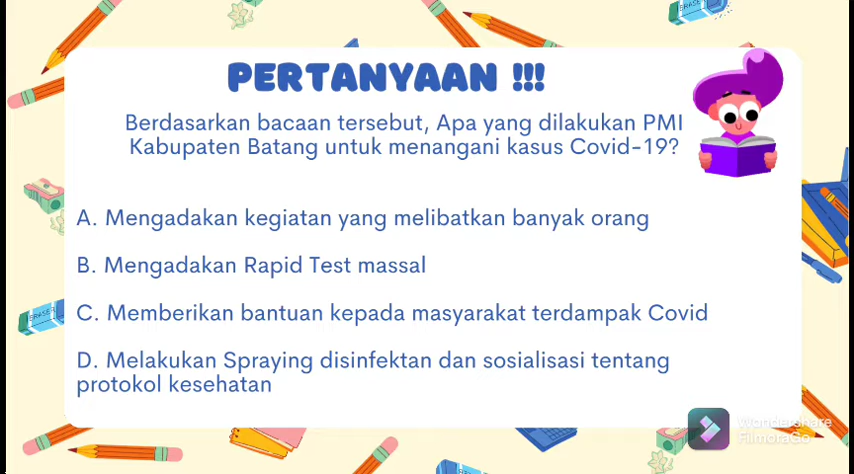 PERTANYAAN !!!
Berdasarkan bacaan tersebut, Apa yang dilakukan PMI
Kabupaten Batang untuk menangani kasus Covid-19?
A. Mengadakan kegiatan yang melibatkan banyak orang
B. Mengadakan Rapid Test massal
C. Memberikan bantuan kepada masyarakat terdampak Covid
D. Melakukan Spraying disinfektan dan sosialisasi tentang
protokol kesehatan
ERASER
Wondershare
FilmoraGo